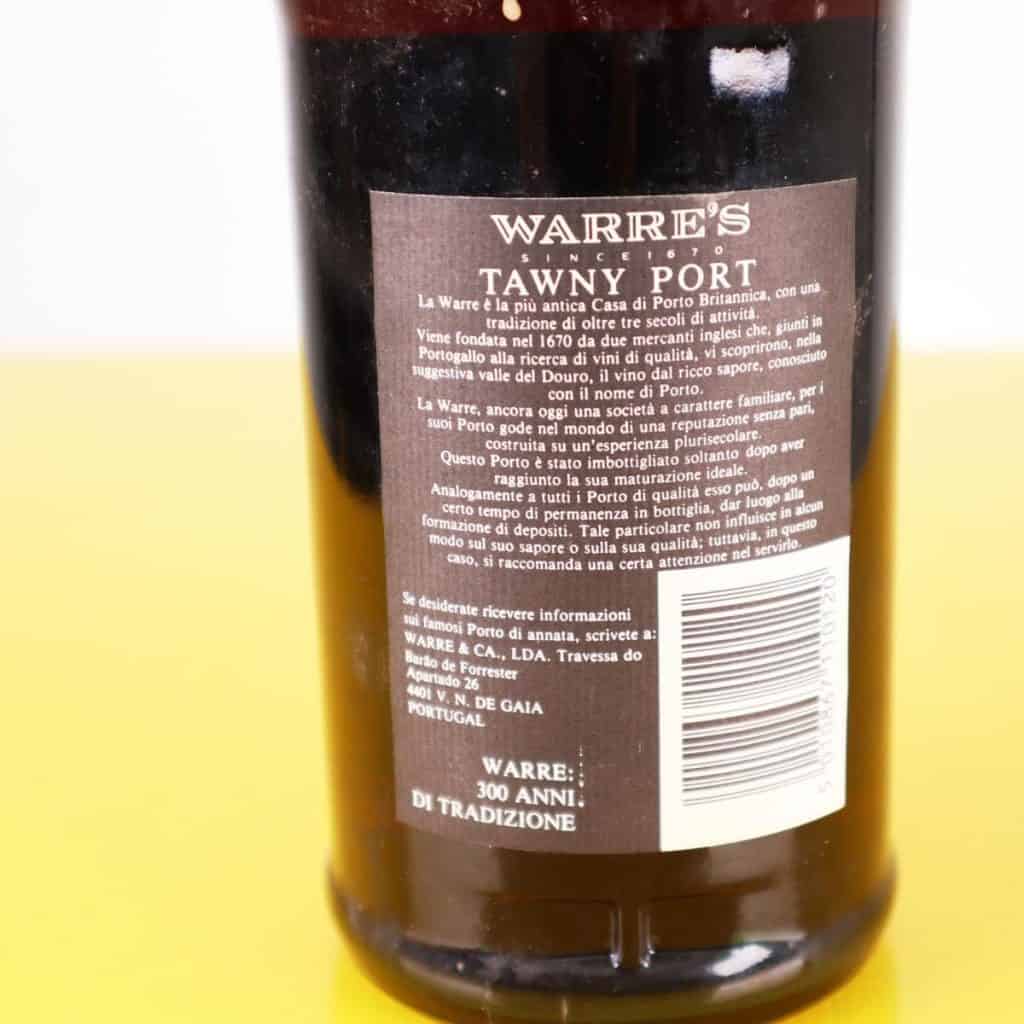 WARRE'S
SINCE 1670
TAWNY PORT
La Warre è la più antica Casa di Porto Britannica, con una
tradizione di oltre tre secoli di attività.
Viene fondata nel 1670 da due mercanti inglesi che, giunti in
Portogallo alla ricerca di vini di qualità, vi scoprirono, nella
suggestiva valle del Douro, il vino dal ricco sapore, conosciuto
con il nome di Porto.
La Warre, ancora oggi una società a carattere familiare, per i
suoi Porto gode nel mondo di una reputazione senza pari,
costruita su un'esperienza plurisecolare.
Questo Porto è stato imbottigliato soltanto dopo aver
raggiunto la sua maturazione ideale.
Analogamente a tutti i Porto di qualità esso può, dopo un
certo tempo di permanenza in bottiglia, dar luogo alla
formazione di depositi. Tale particolare non influisce in alcun
modo sul suo sapore o sulla sua qualità; tuttavia, in questo
caso, si raccomanda una certa attenzione nel servirlo.
Se desiderate ricevere informazioni
sui famosi Porto di annata, scrivete a:
WARRE & CA., LDA. Travessa do
Barão de Forrester
Apartado 26
4401 V. N. DE GAIA
PORTUGAL
WARRE:
300 ANNI
DI TRADIZIONE